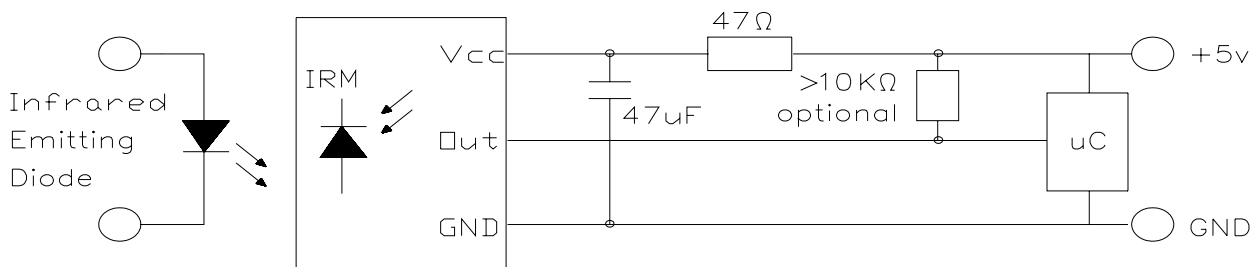 Infrared
Emitting
Diode
IRM
Vcc
Out
GND
47uF
47Ω
>10KΩ
optional
uC
+5v
GND